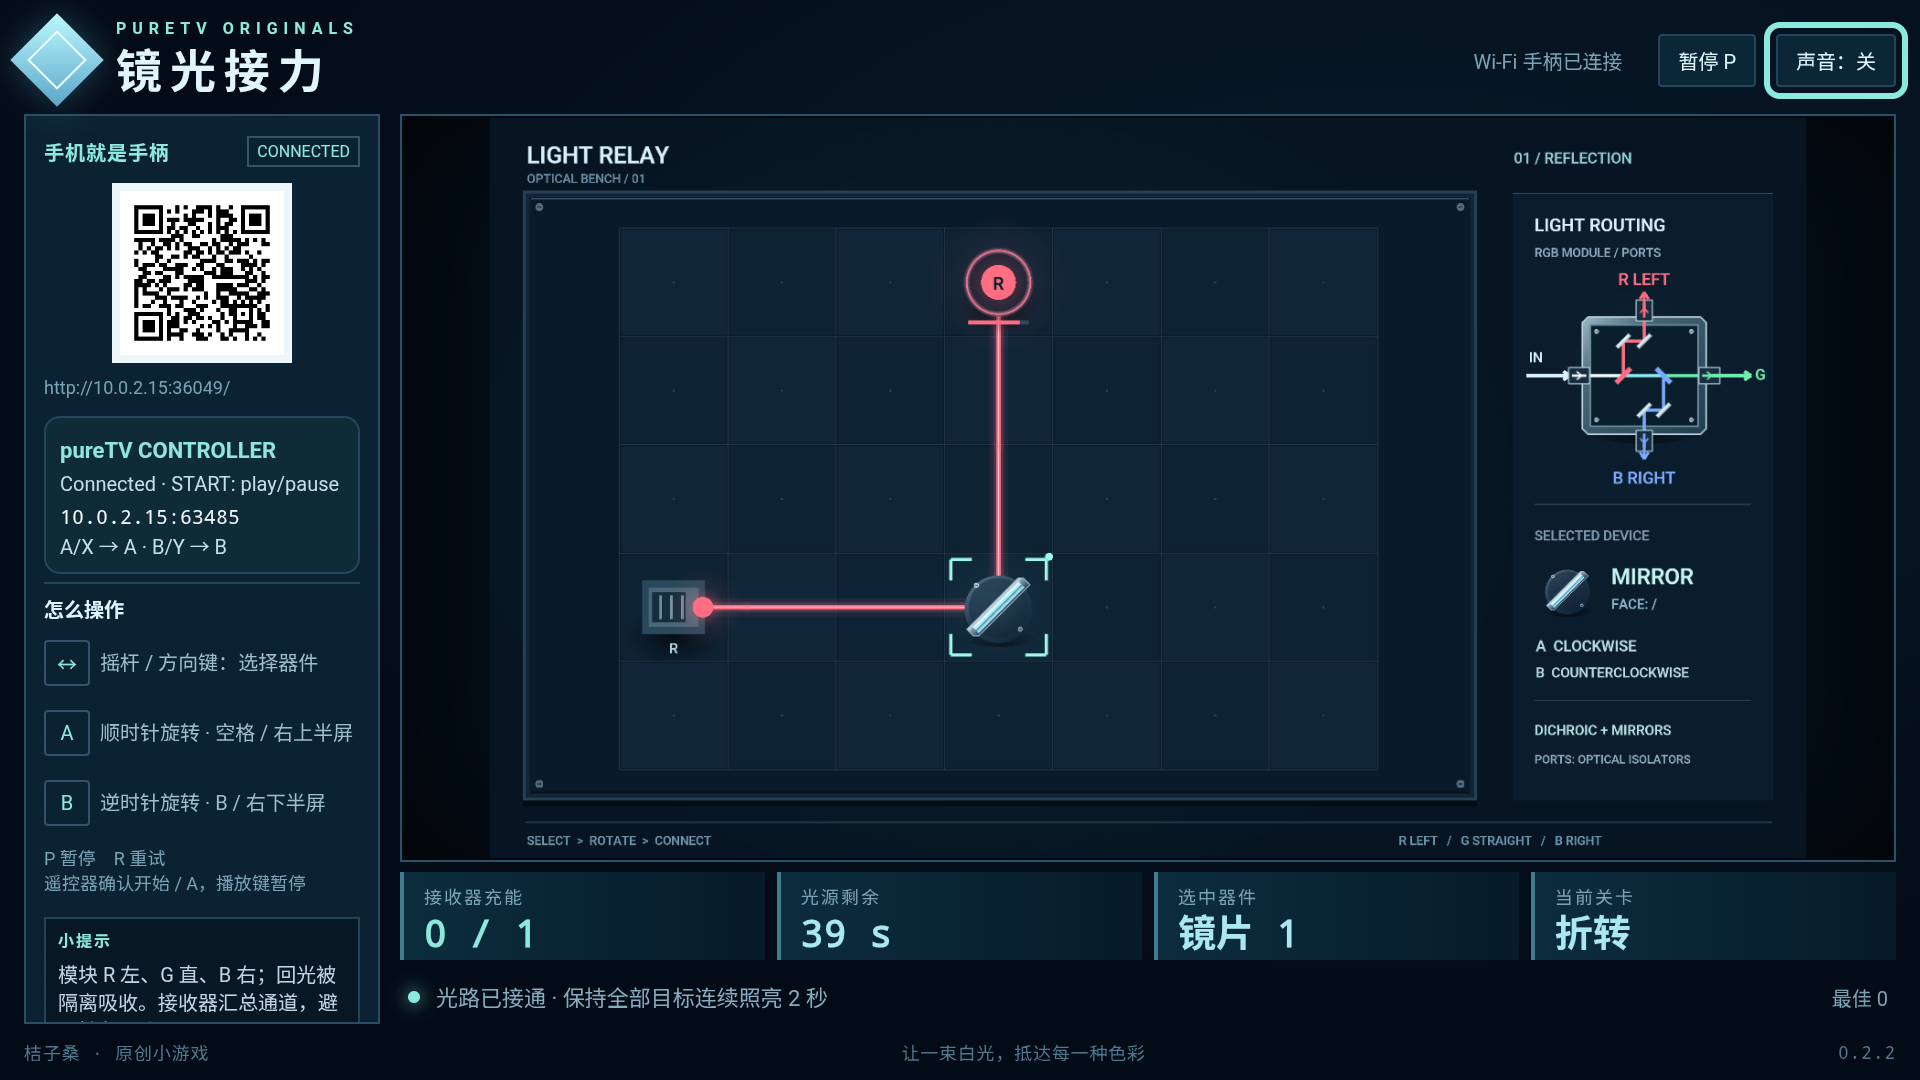 PURETV ORIGINALS
镜光接力
Wi-Fi 手柄已连接
暂停 P
声音：关
手机就是手柄
CONNECTED
http://10.0.2.15:36049/
pureTV CONTROLLER
Connected · START: play/pause
10.0.2.15:63485
A/X → A · B/Y → B
怎么操作
↔ 摇杆 / 方向键：选择器件
A 顺时针旋转 · 空格 / 右上半屏
B 逆时针旋转 · B / 右下半屏
P 暂停 R 重试
遥控器确认开始 / A，播放键暂停
小提示
模块 R 左、G 直、B 右；回光被
隔离吸收。接收器汇总通道，避
LIGHT RELAY
OPTICAL BENCH / 01
R
R
01 / REFLECTION
LIGHT ROUTING
RGB MODULE / PORTS
R LEFT
IN
G
B RIGHT
SELECTED DEVICE
MIRROR
FACE: /
A CLOCKWISE
B COUNTERCLOCKWISE
DICHROIC + MIRRORS
PORTS: OPTICAL ISOLATORS
SELECT > ROTATE > CONNECT
R LEFT / G STRAIGHT / B RIGHT
接收器充能
0 / 1
光源剩余
39 s
选中器件
镜片 1
当前关卡
折转
光路已接通 · 保持全部目标连续照亮 2 秒
最佳 0
桔子桑 · 原创小游戏
让一束白光，抵达每一种色彩
0.2.2